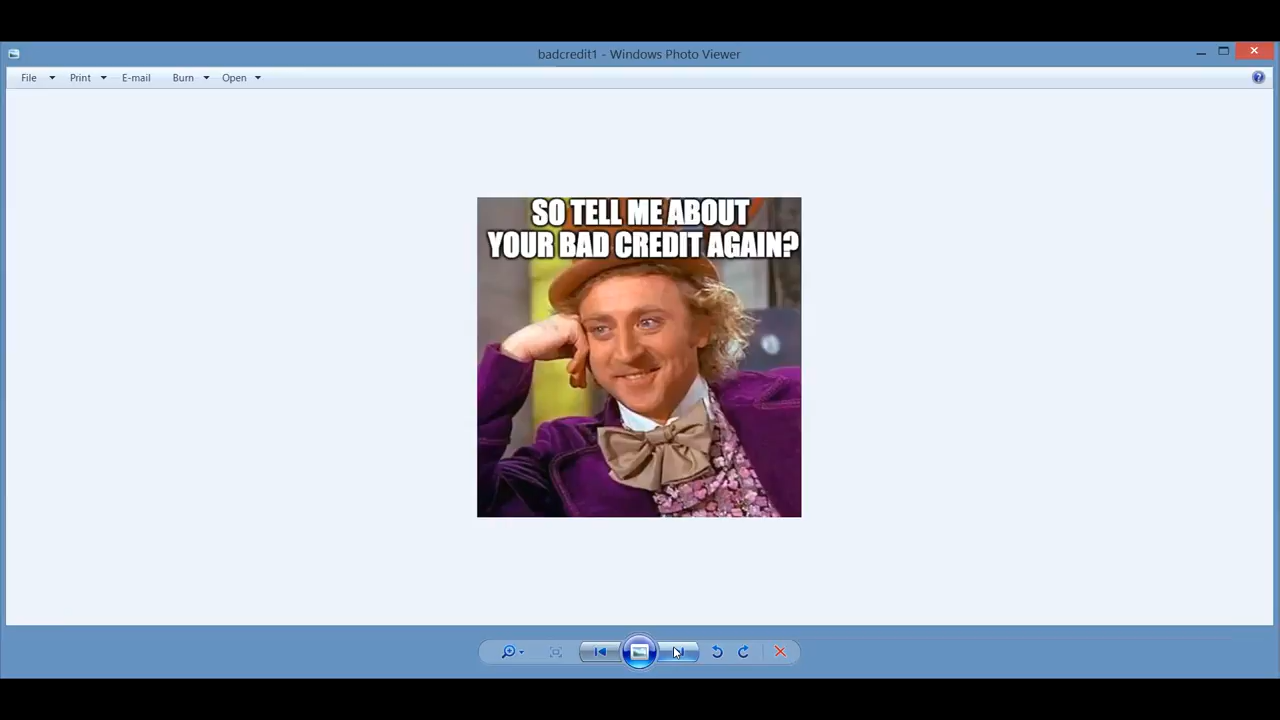 badcredit1 - Windows Photo Viewer
File Print E-mail Burn Open
SO TELL ME ABOUT
YOUR BAD CREDIT AGAIN?